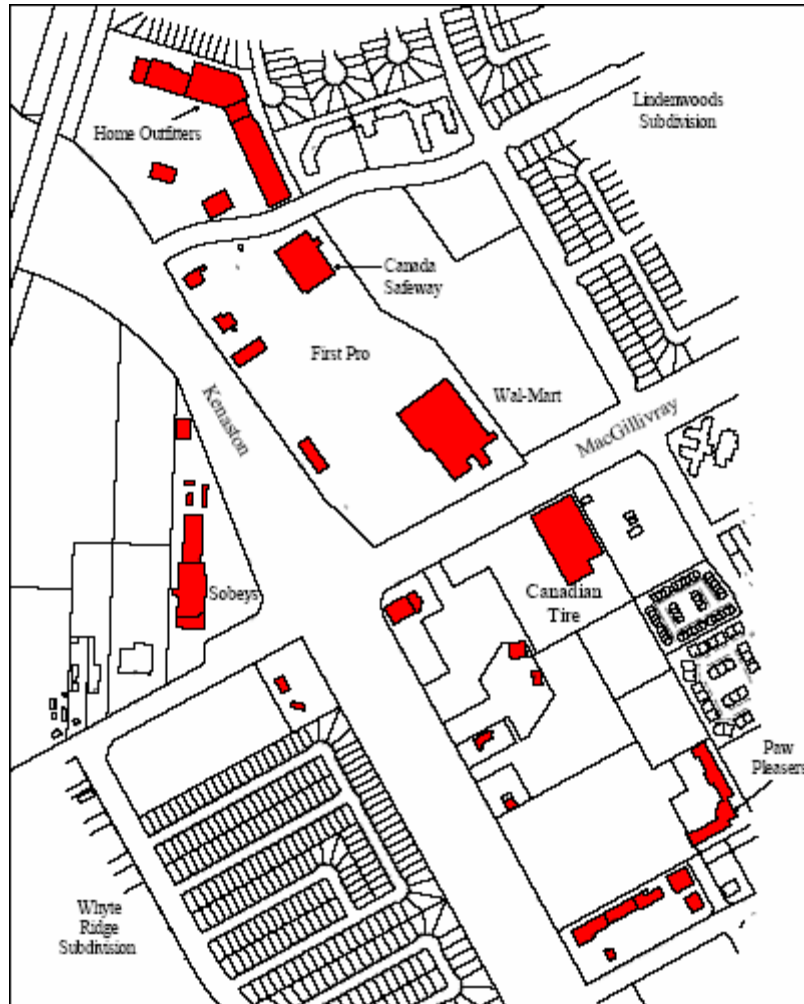 Lindenwoods
Subdivision
Home Outfitters
Canada
Safeway
First Pro
Wal-Mart
Kenaston
MacGillivray
Sobeys
Canadian
Tire
Paw
Pleasers
Whyte
Ridge
Subdivision